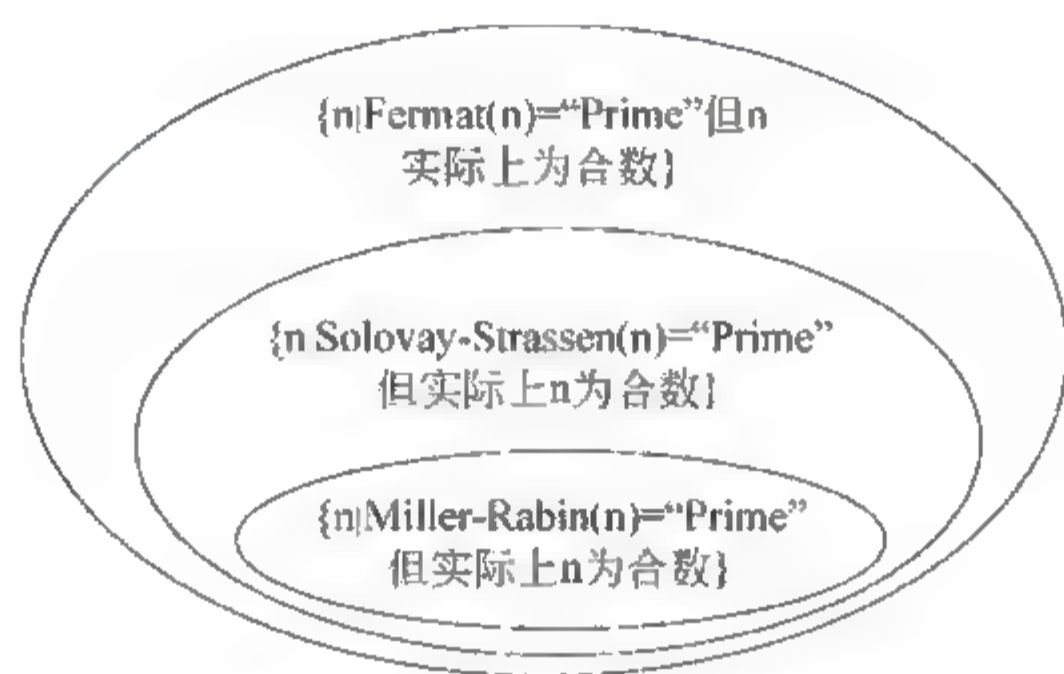 {n|Fermat(n)=“Prime”但n
实际上为合数}
{n Solovay-Strassen(n)=“Prime”
但实际上n为合数}
{n|Miller-Rabin(n)=“Prime”
但实际上n为合数}